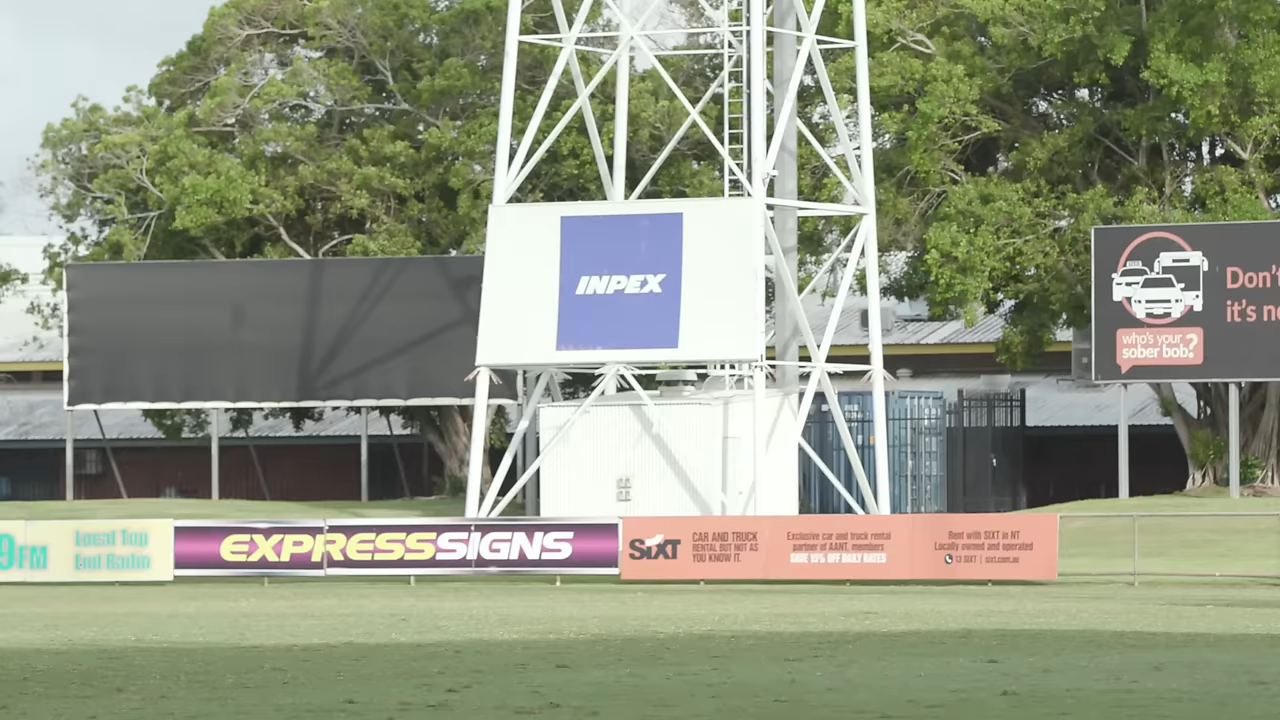 INPEX
Don't
it's n
who's your
sober bob?
9FM
Local Top
End Radio
EXPRESSSIGNS
SIXT
CAR AND TRUCK
RENTAL BUT NOT AS
YOU KNOW IT.
Exclusive car and truck rental
partner of AANT, members
SAVE 15% OFF DAILY RATES
Rent with SIXT in NT
Locally owned and operated
13 SIXT | sixt.com.au